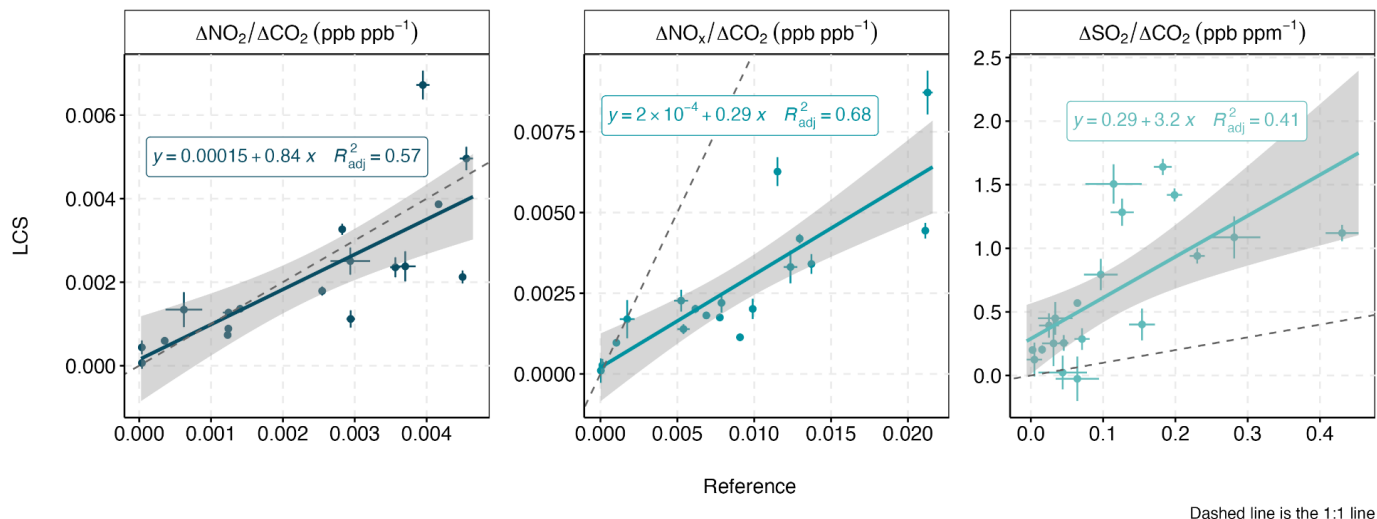 ΔNO₂/ΔCO₂ (ppb ppb⁻¹)
ΔNOₓ/ΔCO₂ (ppb ppb⁻¹)
ΔSO₂/ΔCO₂ (ppb ppm⁻¹)
LCS
0.006
0.004
0.002
0.000
y = 0.00015 + 0.84 x R²adj = 0.57
0.000 0.001 0.002 0.003 0.004
0.0075
0.0050
0.0025
0.0000
y = 2 × 10⁻⁴ + 0.29 x R²adj = 0.68
0.000 0.005 0.010 0.015 0.020
2.5
2.0
1.5
1.0
0.5
0.0
y = 0.29 + 3.2 x R²adj = 0.41
0.0 0.1 0.2 0.3 0.4
Reference
Dashed line is the 1:1 line